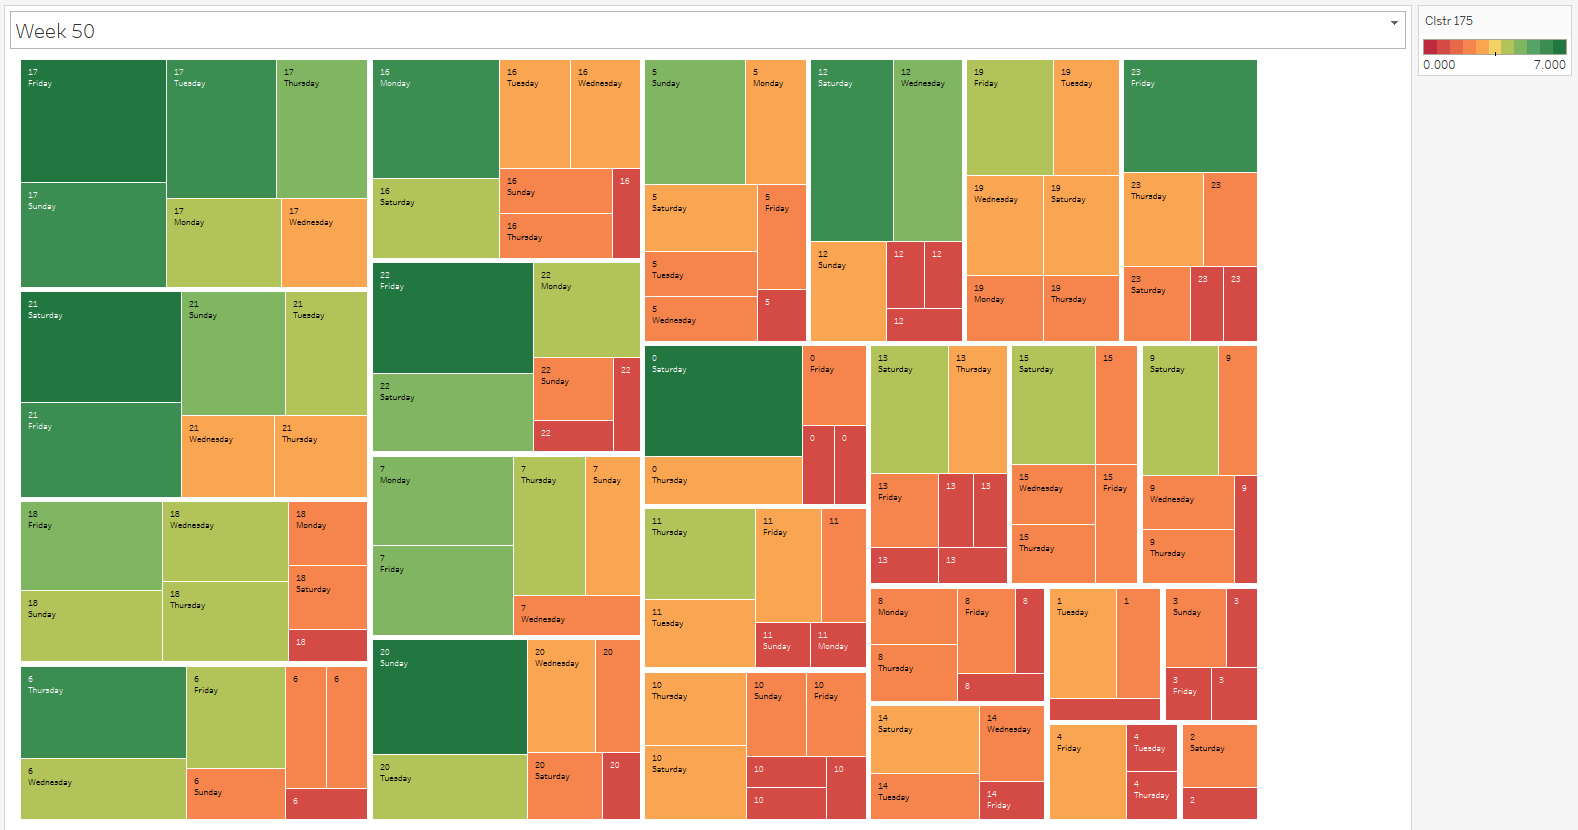 Week 50
Clstr 175
0.000 7.000
17
Friday
17
Tuesday
17
Thursday
17
Sunday
17
Monday
17
Wednesday
21
Saturday
21
Sunday
21
Tuesday
21
Friday
21
Wednesday
21
Thursday
18
Friday
18
Wednesday
18
Monday
18
Saturday
18
Sunday
18
Thursday
18
6
Thursday
6
Friday
6
6
6
Wednesday
6
Sunday
6
16
Monday
16
Tuesday
16
Wednesday
16
Saturday
16
Sunday
16
16
Thursday
22
Friday
22
Monday
22
Saturday
22
Sunday
22
22
7
Monday
7
Thursday
7
Sunday
7
Friday
7
Wednesday
20
Sunday
20
Wednesday
20
20
Tuesday
20
Saturday
20
5
Sunday
5
Monday
5
Saturday
5
Friday
5
Tuesday
5
Wednesday
5
12
Saturday
12
Wednesday
12
Sunday
12
12
12
19
Friday
19
Tuesday
19
Wednesday
19
Saturday
19
Monday
19
Thursday
23
Friday
23
Thursday
23
23
Saturday
23
23
0
Saturday
0
Friday
0
0
0
Thursday
11
Thursday
11
Friday
11
11
Tuesday
11
Sunday
11
Monday
10
Thursday
10
Sunday
10
Friday
10
Saturday
10
10
10
13
Saturday
13
Thursday
13
Friday
13
13
13
13
15
Saturday
15
15
Wednesday
15
Friday
15
Thursday
9
Saturday
9
9
Wednesday
9
9
Thursday
8
Monday
8
Friday
8
8
Thursday
8
1
Tuesday
1
3
Sunday
3
3
Friday
3
14
Saturday
14
Wednesday
14
Tuesday
14
Friday
4
Friday
4
Tuesday
4
Thursday
2
Saturday
2